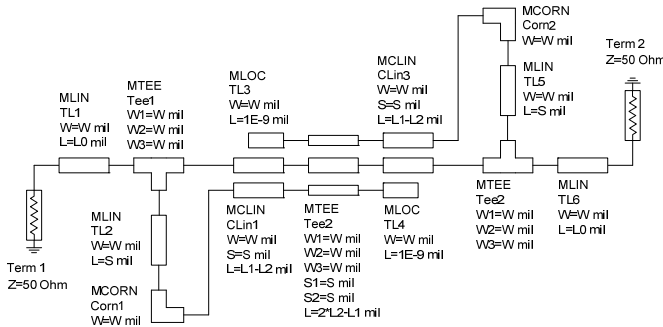 MCORN
Corn2
W=W mil
Term 2
Z=50 Ohm
MLIN
TL1
W=W mil
L=L0 mil
MTEE
Tee1
W1=W mil
W2=W mil
W3=W mil
MLOC
TL3
W=W mil
L=1E-9 mil
MCLIN
CLin3
W=W mil
S=S mil
L=L1-L2 mil
MLIN
TL5
W=W mil
L=S mil
MLIN
TL2
W=W mil
L=S mil
MCLIN
CLin1
W=W mil
S=S mil
L=L1-L2 mil
MTEE
Tee2
W1=W mil
W2=W mil
W3=W mil
S1=S mil
S2=S mil
L=2*L2-L1 mil
MLOC
TL4
W=W mil
L=1E-9 mil
MTEE
Tee2
W1=W mil
W2=W mil
W3=W mil
MLIN
TL6
W=W mil
L=L0 mil
Term 1
Z=50 Ohm
MCORN
Corn1
W=W mil